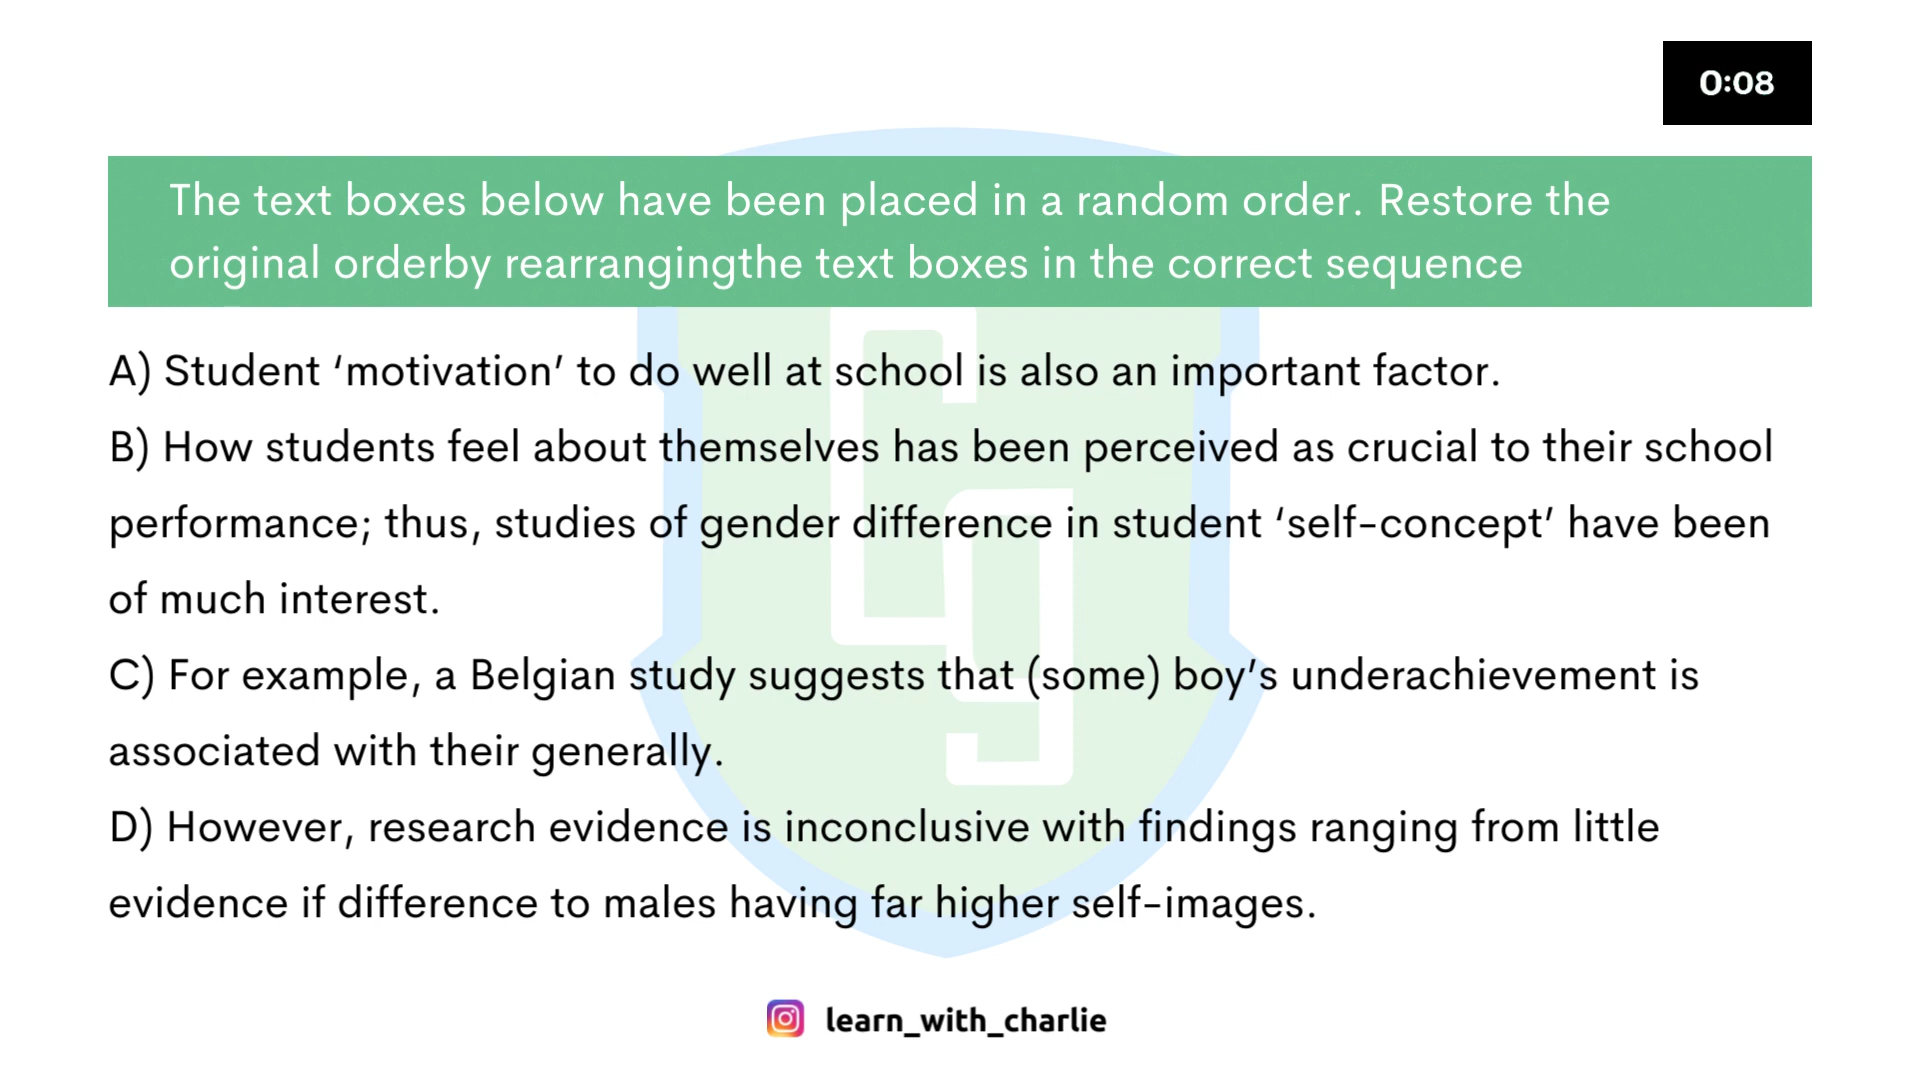 0:08
The text boxes below have been placed in a random order. Restore the
original orderby rearrangingthe text boxes in the correct sequence
A) Student ‘motivation’ to do well at school is also an important factor.
B) How students feel about themselves has been perceived as crucial to their school
performance; thus, studies of gender difference in student ‘self-concept’ have been
of much interest.
C) For example, a Belgian study suggests that (some) boy’s underachievement is
associated with their generally.
D) However, research evidence is inconclusive with findings ranging from little
evidence if difference to males having far higher self-images.
learn_with_charlie